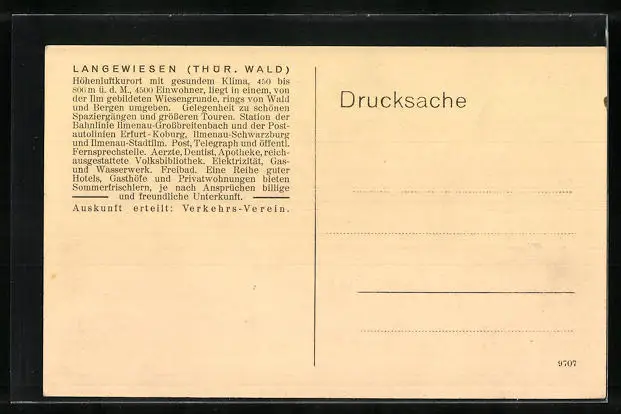 LANGEWIESEN (THÜR. WALD)
Höhenluftkurort mit gesundem Klima, 450 bis
800 m ü. d. M., 4500 Einwohner, liegt in einem, von
der Ilm gebildeten Wiesengrunde, rings von Wald
und Bergen umgeben. Gelegenheit zu schönen
Spaziergängen und größeren Touren. Station der
Bahnlinie Ilmenau-Großbreitenbach und der Post-
autolinien Erfurt-Koburg, Ilmenau-Schwarzburg
und Ilmenau-Stadtilm. Post, Telegraph und öffentl.
Fernsprechstelle. Aerzte, Dentist, Apotheke, reich-
ausgestattete Volksbibliothek. Elektrizität, Gas-
und Wasserwerk. Freibad. Eine Reihe guter
Hotels, Gasthöfe und Privatwohnungen bieten
Sommerfrischlern, je nach Ansprüchen billige
und freundliche Unterkunft.
Auskunft erteilt: Verkehrs-Verein.
Drucksache
9707